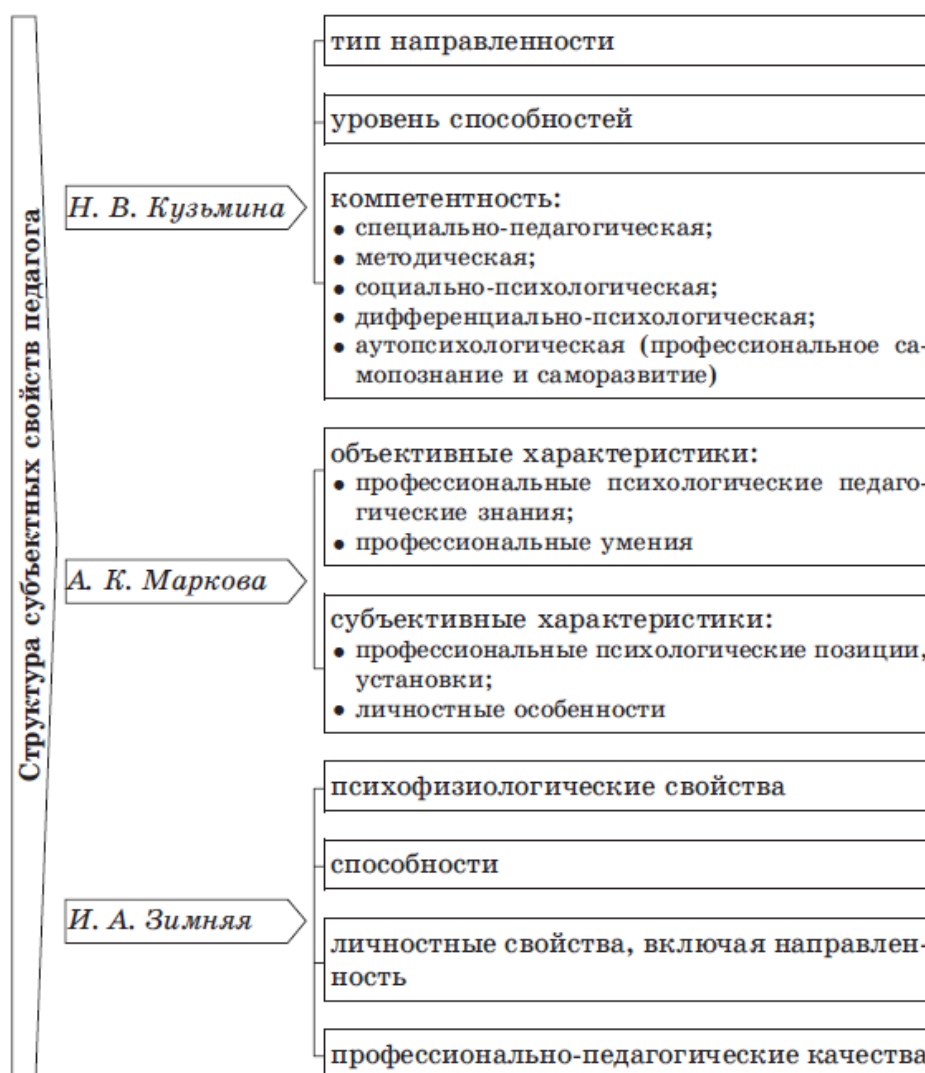 Структура субъектных свойств педагога
Н. В. Кузьмина
тип направленности
уровень способностей
компетентность:
• специально-педагогическая;
• методическая;
• социально-психологическая;
• дифференциально-психологическая;
• аутопсихологическая (профессиональное са-
мопознание и саморазвитие)
А. К. Маркова
объективные характеристики:
• профессиональные психологические педаго-
гические знания;
• профессиональные умения
субъективные характеристики:
• профессиональные психологические позиции,
установки;
• личностные особенности
И. А. Зимняя
психофизиологические свойства
способности
личностные свойства, включая направлен-
ность
профессионально-педагогические качества